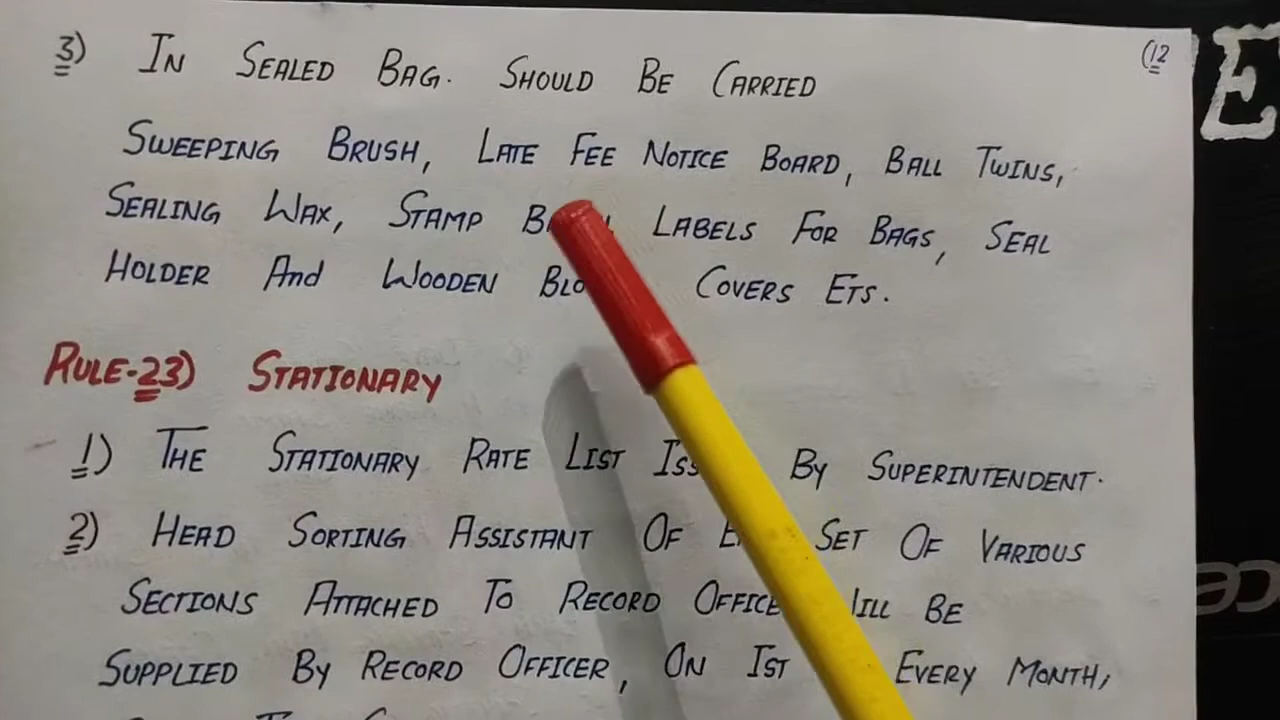 3) IN SEALED BAG. SHOULD BE CARRIED
(12
SWEEPING BRUSH, LATE FEE NOTICE BOARD, BALL TWINS,
SEALING WAX, STAMP LABELS FOR BAGS, SEAL
HOLDER AND WOODEN COVERS ETS.
RULE-23) STATIONARY
1) THE STATIONARY RATE LIST BY SUPERINTENDENT.
2) HEAD SORTING ASSISTANT OF SET OF VARIOUS
SECTIONS ATTACHED TO RECORD OFFICE BE
SUPPLIED BY RECORD OFFICER, ON IST EVERY MONTH,
E